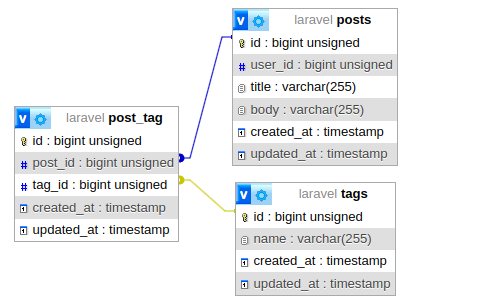 v laravel posts
id : bigint unsigned
# user_id : bigint unsigned
title : varchar(255)
body : varchar(255)
created_at : timestamp
updated_at : timestamp
v laravel post_tag
id : bigint unsigned
# post_id : bigint unsigned
# tag_id : bigint unsigned
created_at : timestamp
updated_at : timestamp
v laravel tags
id : bigint unsigned
name : varchar(255)
created_at : timestamp
updated_at : timestamp